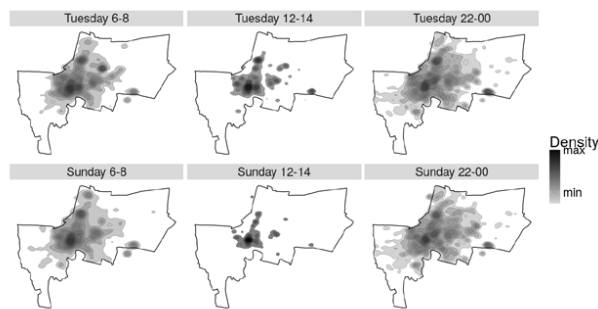 Tuesday 6-8
Tuesday 12-14
Tuesday 22-00
Sunday 6-8
Sunday 12-14
Sunday 22-00
Density
max
min